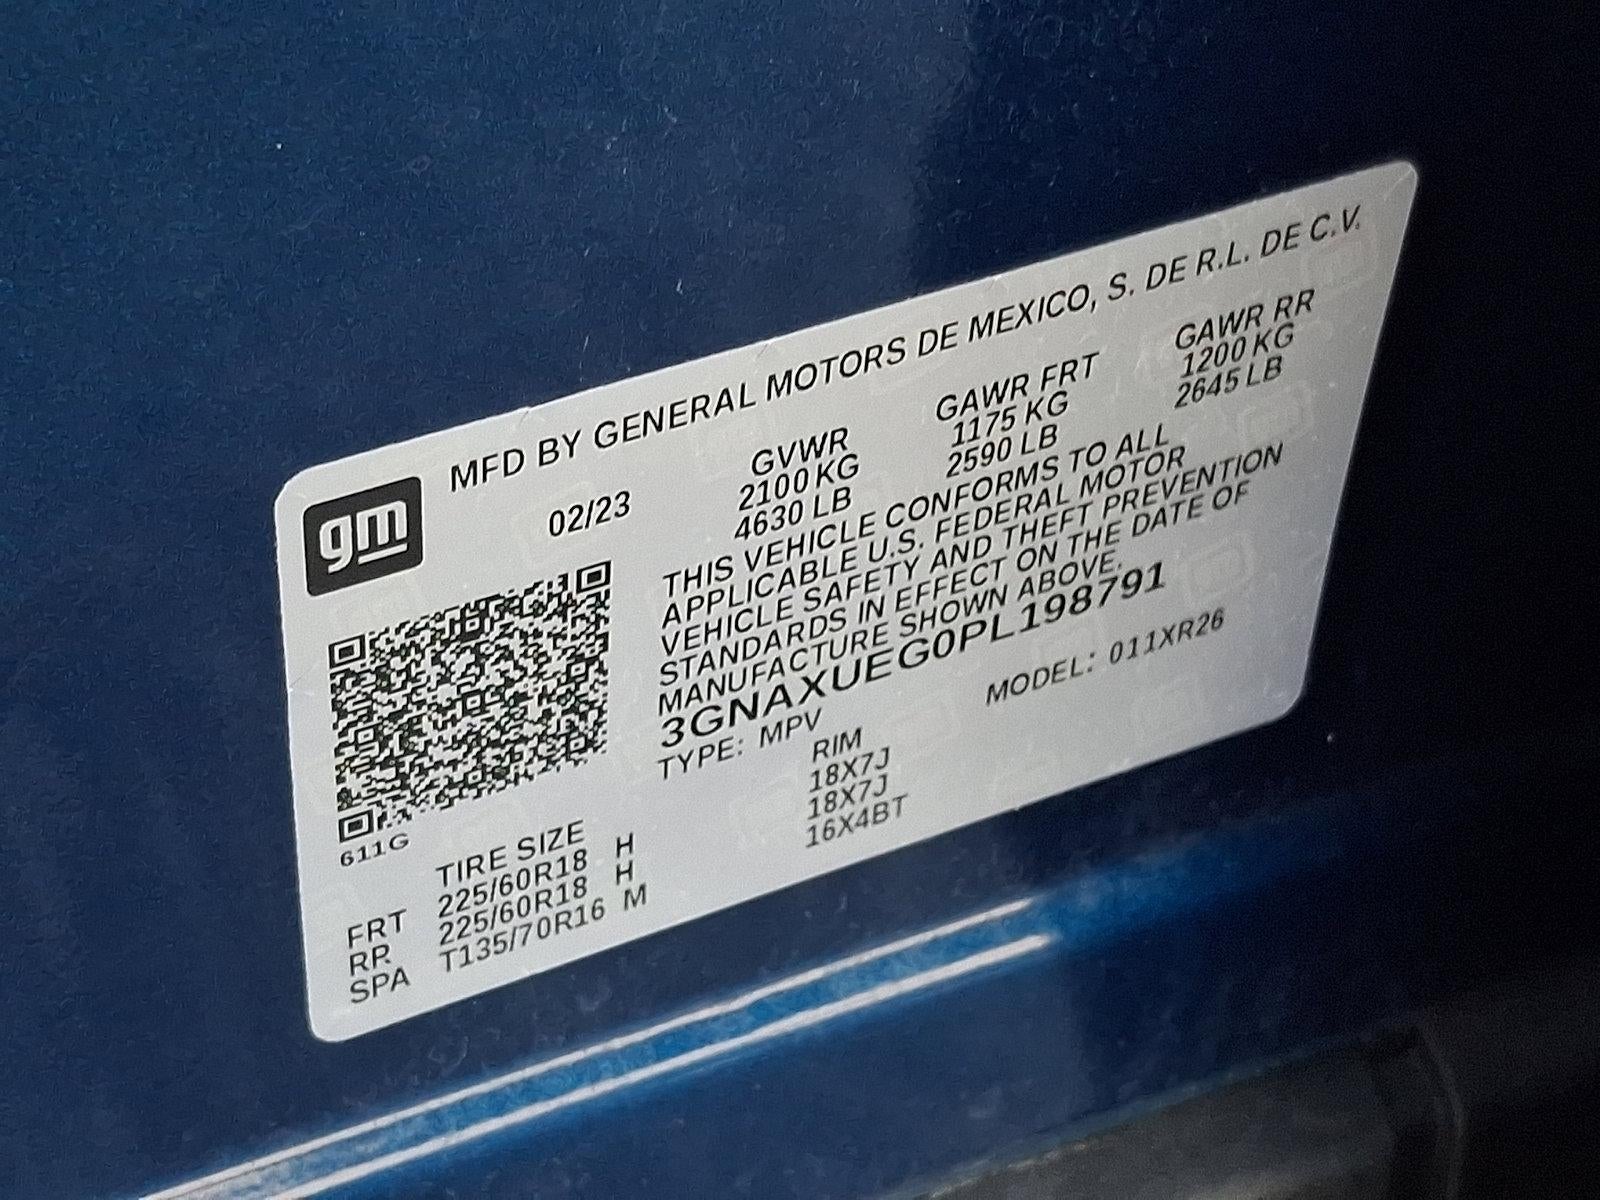 gm
MFD BY GENERAL MOTORS DE MEXICO, S. DE R.L. DE C.V.
02/23
GVWR GAWR FRT GAWR RR
2100 KG 1175 KG 1200 KG
4630 LB 2590 LB 2645 LB
THIS VEHICLE CONFORMS TO ALL
APPLICABLE U.S. FEDERAL MOTOR
VEHICLE SAFETY AND THEFT PREVENTION
STANDARDS IN EFFECT ON THE DATE OF
MANUFACTURE SHOWN ABOVE.
3GNAXUEG0PL198791
TYPE: MPV MODEL: 011XR26
611G
TIRE SIZE RIM
FRT 225/60R18 H 18X7J
RR 225/60R18 H 18X7J
SPA T135/70R16 M 16X4BT